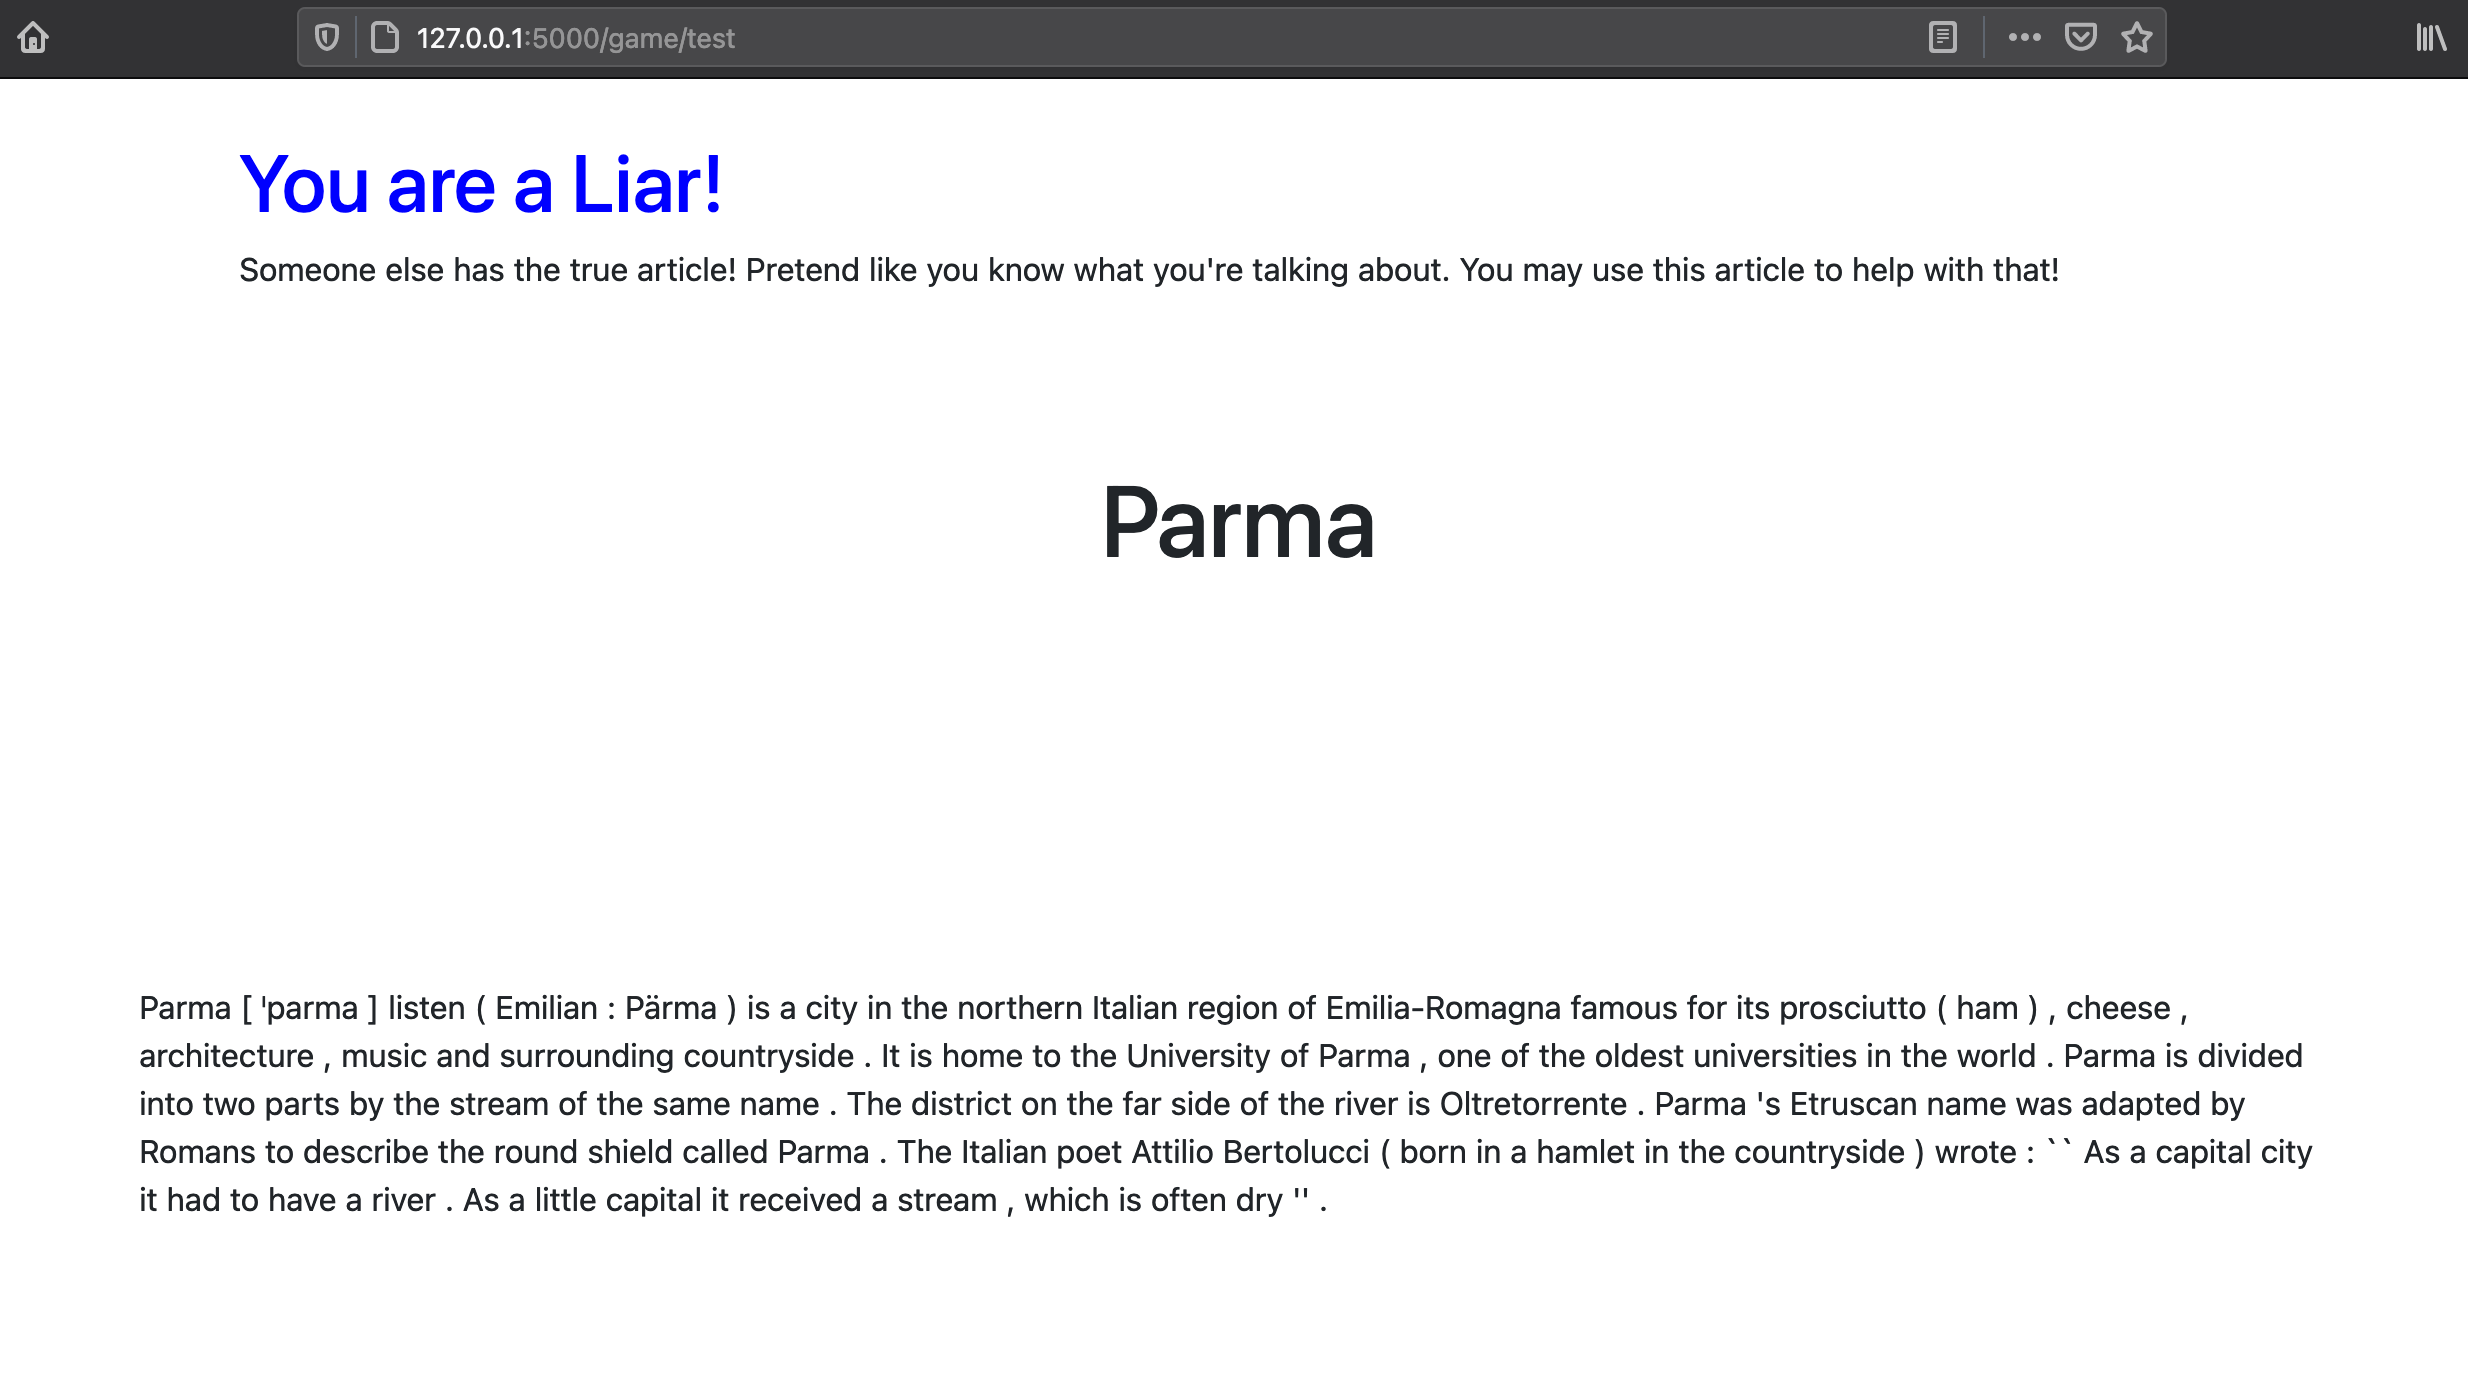 127.0.0.1:5000/game/test
You are a Liar!
Someone else has the true article! Pretend like you know what you're talking about. You may use this article to help with that!
Parma
Parma [ 'parma ] listen ( Emilian : Pärma ) is a city in the northern Italian region of Emilia-Romagna famous for its prosciutto ( ham ) , cheese ,
architecture , music and surrounding countryside . It is home to the University of Parma , one of the oldest universities in the world . Parma is divided
into two parts by the stream of the same name . The district on the far side of the river is Oltretorrente . Parma 's Etruscan name was adapted by
Romans to describe the round shield called Parma . The Italian poet Attilio Bertolucci ( born in a hamlet in the countryside ) wrote : `` As a capital city
it had to have a river . As a little capital it received a stream , which is often dry '' .